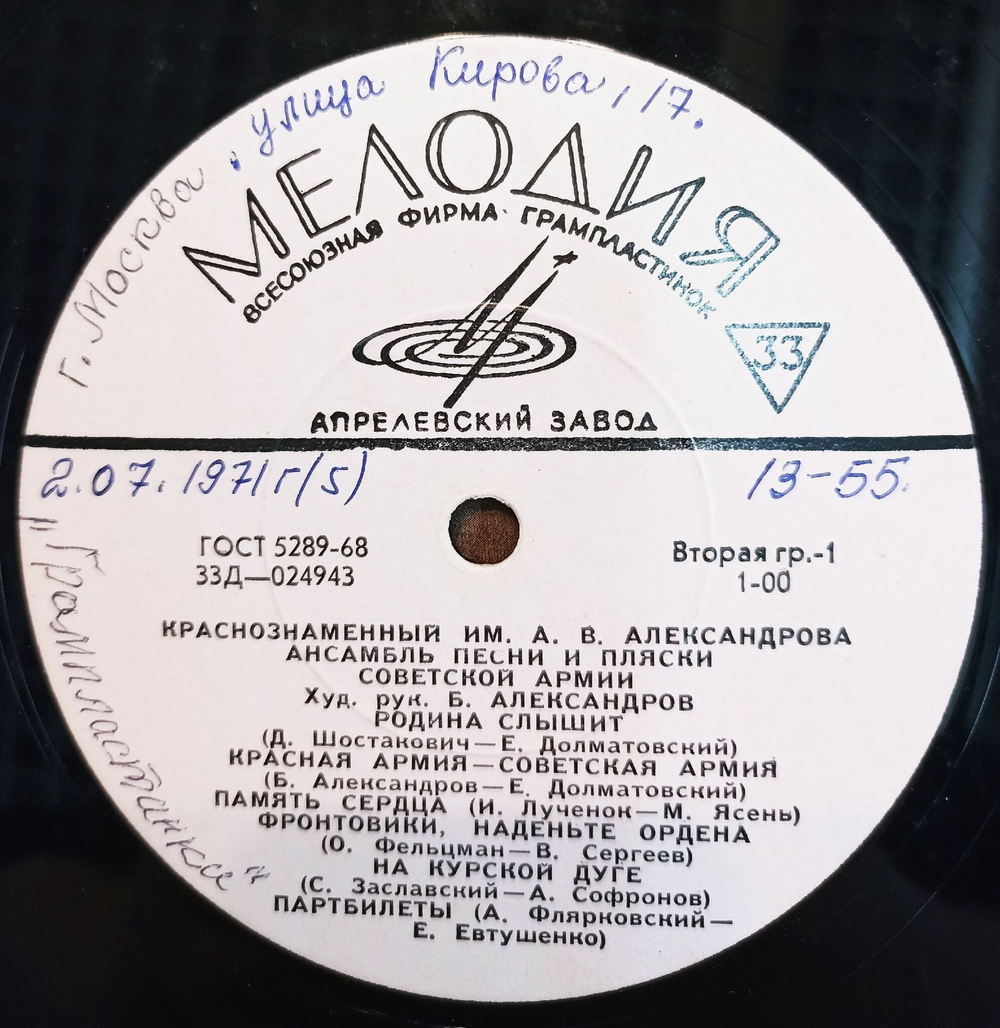 г. Москва, улица Кирова, 17.
МЕЛОДИЯ
ВСЕСОЮЗНАЯ ФИРМА ГРАМПЛАСТИНОК
33
АПРЕЛЕВСКИЙ ЗАВОД
2.07.1971г(5)
13-55.
„Грампластинки"
ГОСТ 5289-68
33Д—024943
Вторая гр.-1
1-00
КРАСНОЗНАМЕННЫЙ ИМ. А. В. АЛЕКСАНДРОВА
АНСАМБЛЬ ПЕСНИ И ПЛЯСКИ
СОВЕТСКОЙ АРМИИ
Худ. рук. Б. АЛЕКСАНДРОВ
РОДИНА СЛЫШИТ
(Д. Шостакович—Е. Долматовский)
КРАСНАЯ АРМИЯ—СОВЕТСКАЯ АРМИЯ
(Б. Александров—Е. Долматовский)
ПАМЯТЬ СЕРДЦА (И. Лученок—М. Ясень)
ФРОНТОВИКИ, НАДЕНЬТЕ ОРДЕНА
(О. Фельцман—В. Сергеев)
НА КУРСКОЙ ДУГЕ
(С. Заславский—А. Софронов)
ПАРТБИЛЕТЫ (А. Флярковский—
Е. Евтушенко)